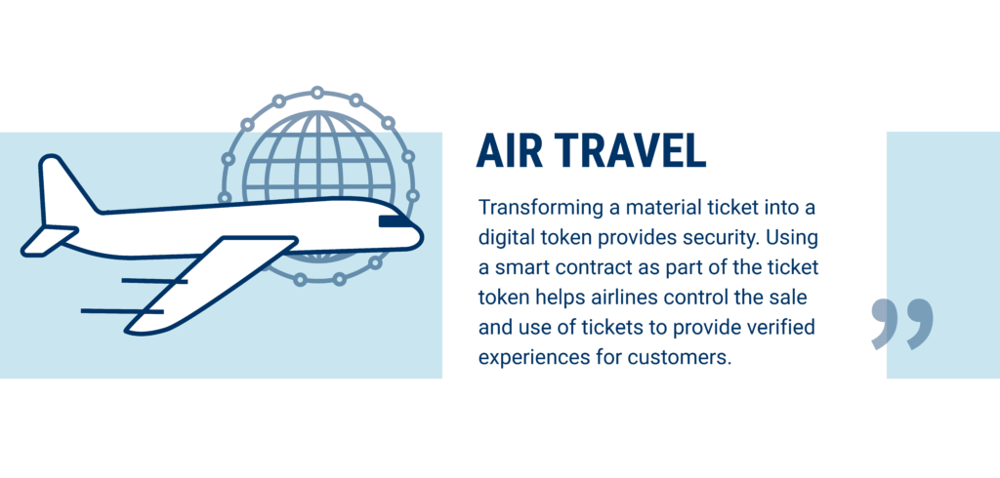 AIR TRAVEL
Transforming a material ticket into a
digital token provides security. Using
a smart contract as part of the ticket
token helps airlines control the sale
and use of tickets to provide verified
experiences for customers.
”